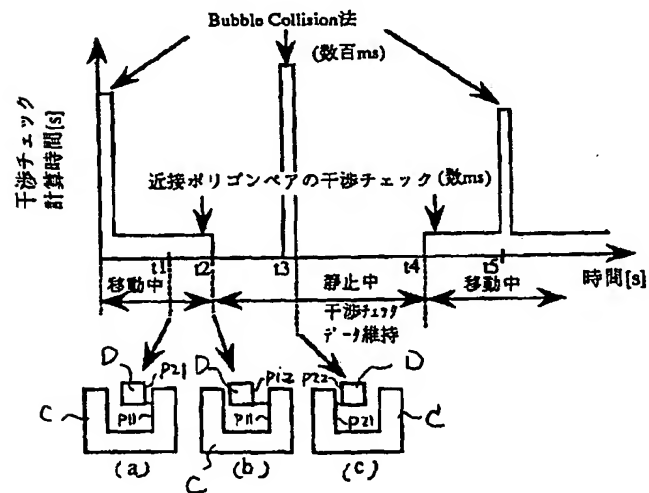 Bubble Collision法
(数百ms)
干渉チェック
計算時間[s]
近接ポリゴンペアの干渉チェック(数ms)
t1
t2
t3
t4
t5
時間[s]
移動中
静止中
移動中
干渉チェック
データ維持
D
P21
C
P11
(a)
D
P12
P11
C
(b)
P22
D
P21
C
(c)